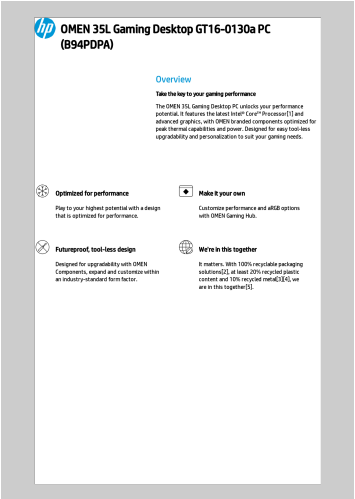 hp
OMEN 35L Gaming Desktop GT16-0130a PC
(B94PDPA)
Overview
Take the key to your gaming performance
The OMEN 35L Gaming Desktop PC unlocks your performance
potential. It features the latest Intel® Core™ Processor[1] and
advanced graphics, with OMEN branded components optimized for
peak thermal capabilities and power. Designed for easy tool-less
upgradability and personalization to suit your gaming needs.
Optimized for performance
Play to your highest potential with a design
that is optimized for performance.
Make it your own
Customize performance and aRGB options
with OMEN Gaming Hub.
Futureproof, tool-less design
Designed for upgradability with OMEN
Components, expand and customize within
an industry-standard form factor.
We're in this together
It matters. With 100% recyclable packaging
solutions[2], at least 20% recycled plastic
content and 10% recycled metal[3][4], we
are in this together[5].